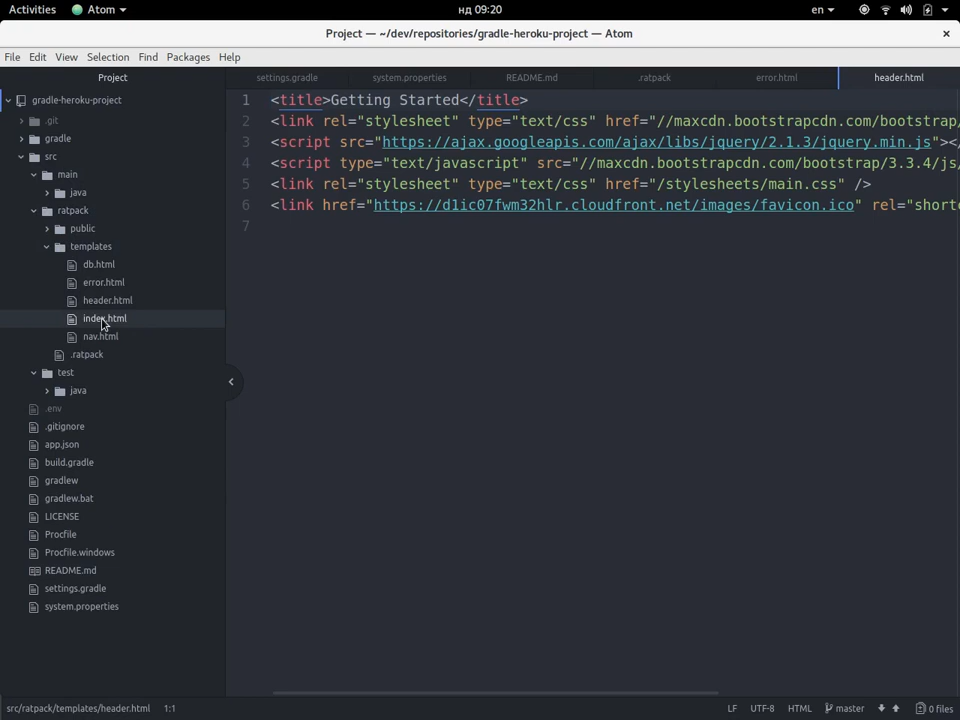 Activities Atom нд 09:20 en
Project — ~/dev/repositories/gradle-heroku-project — Atom
File Edit View Selection Find Packages Help
Project settings.gradle system.properties README.md .ratpack error.html header.html
gradle-heroku-project
.git
gradle
src
main
java
ratpack
public
templates
db.html
error.html
header.html
index.html
nav.html
.ratpack
test
java
.env
.gitignore
app.json
build.gradle
gradlew
gradlew.bat
LICENSE
Procfile
Procfile.windows
README.md
settings.gradle
system.properties
1 <title>Getting Started</title>
2 <link rel="stylesheet" type="text/css" href="//maxcdn.bootstrapcdn.com/bootstrap/
3 <script src="https://ajax.googleapis.com/ajax/libs/jquery/2.1.3/jquery.min.js"></
4 <script type="text/javascript" src="//maxcdn.bootstrapcdn.com/bootstrap/3.3.4/js/
5 <link rel="stylesheet" type="text/css" href="/stylesheets/main.css" />
6 <link href="https://d1ic07fwm32hlr.cloudfront.net/images/favicon.ico" rel="shortc
7
src/ratpack/templates/header.html 1:1 LF UTF-8 HTML master 0 files